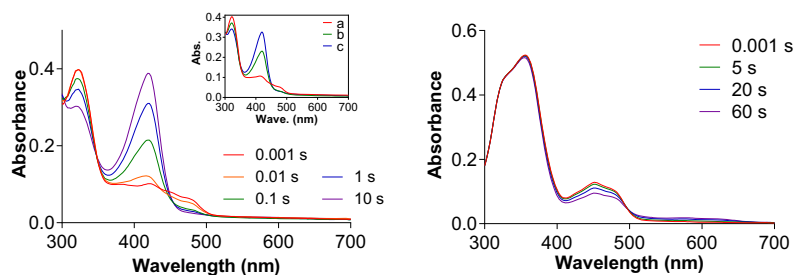 0.4
0.2
0.0
Absorbance
300
400
500
600
700
Wavelength (nm)
0.001 s
0.01 s
1 s
0.1 s
10 s
0.4
0.3
0.2
0.1
0.0
Abs.
300
400
500
600
700
Wave. (nm)
a
b
c
0.6
0.4
0.2
0.0
Absorbance
300
400
500
600
700
Wavelength (nm)
0.001 s
5 s
20 s
60 s